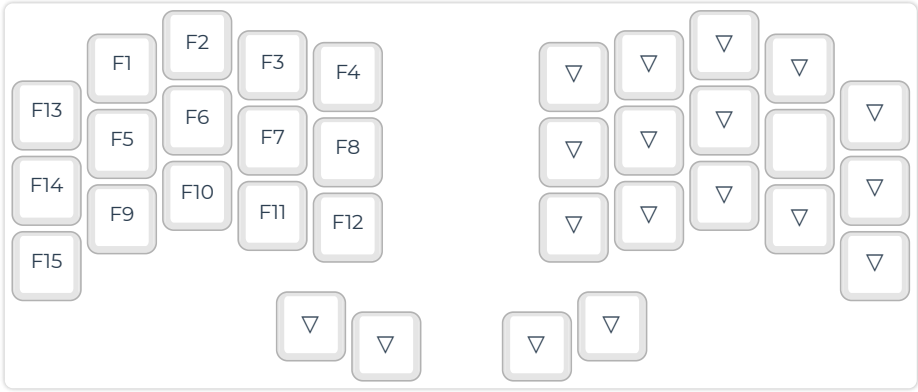 F13 F1 F2 F3 F4 ▽ ▽ ▽ ▽ ▽
F14 F5 F6 F7 F8 ▽ ▽ ▽ ▽
F15 F9 F10 F11 F12 ▽ ▽ ▽ ▽ ▽
▽ ▽ ▽ ▽